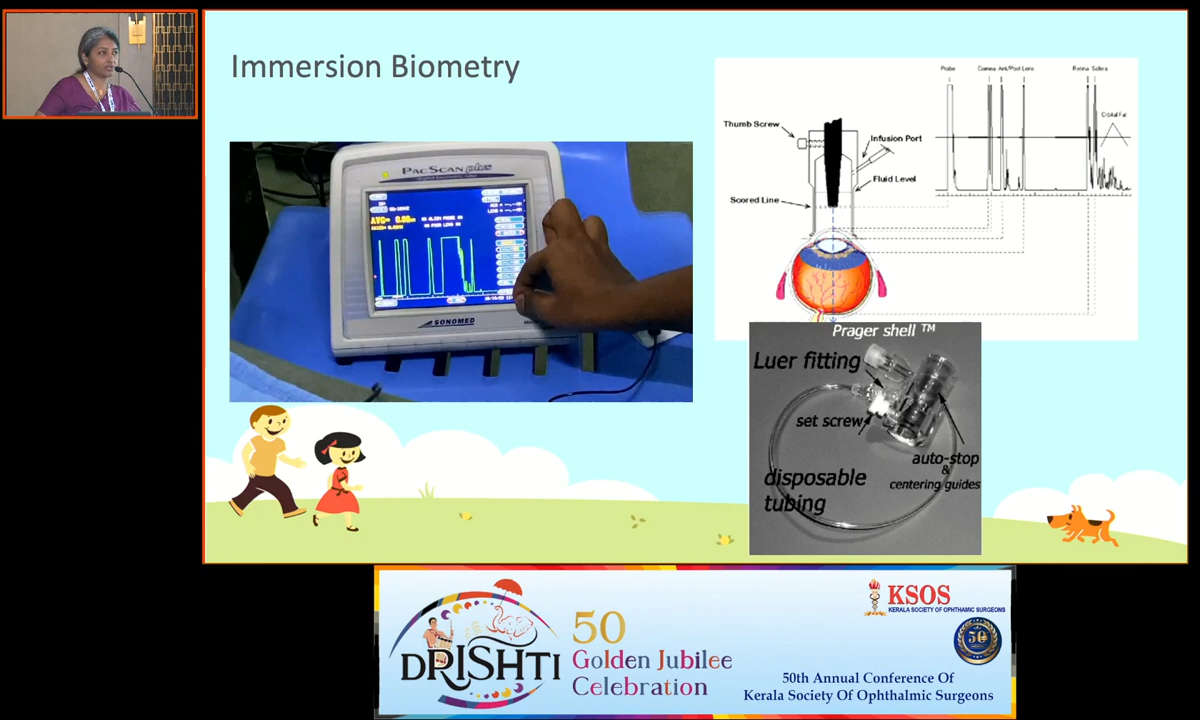 Immersion Biometry
PACSCAN plus
SONOMED
Probe
Cornea Ant/Post Lens
Retina Sclera
Orbital Fat
Thumb Screw
Infusion Port
Fluid Level
Scored Line
Prager shell ™
Luer fitting
set screw
auto-stop
&
centering guides
disposable
tubing
DRISHTI
50
Golden Jubilee
Celebration
KSOS
KERALA SOCIETY OF OPHTHAMIC SURGEONS
50
50th Annual Conference Of
Kerala Society Of Ophthalmic Surgeons